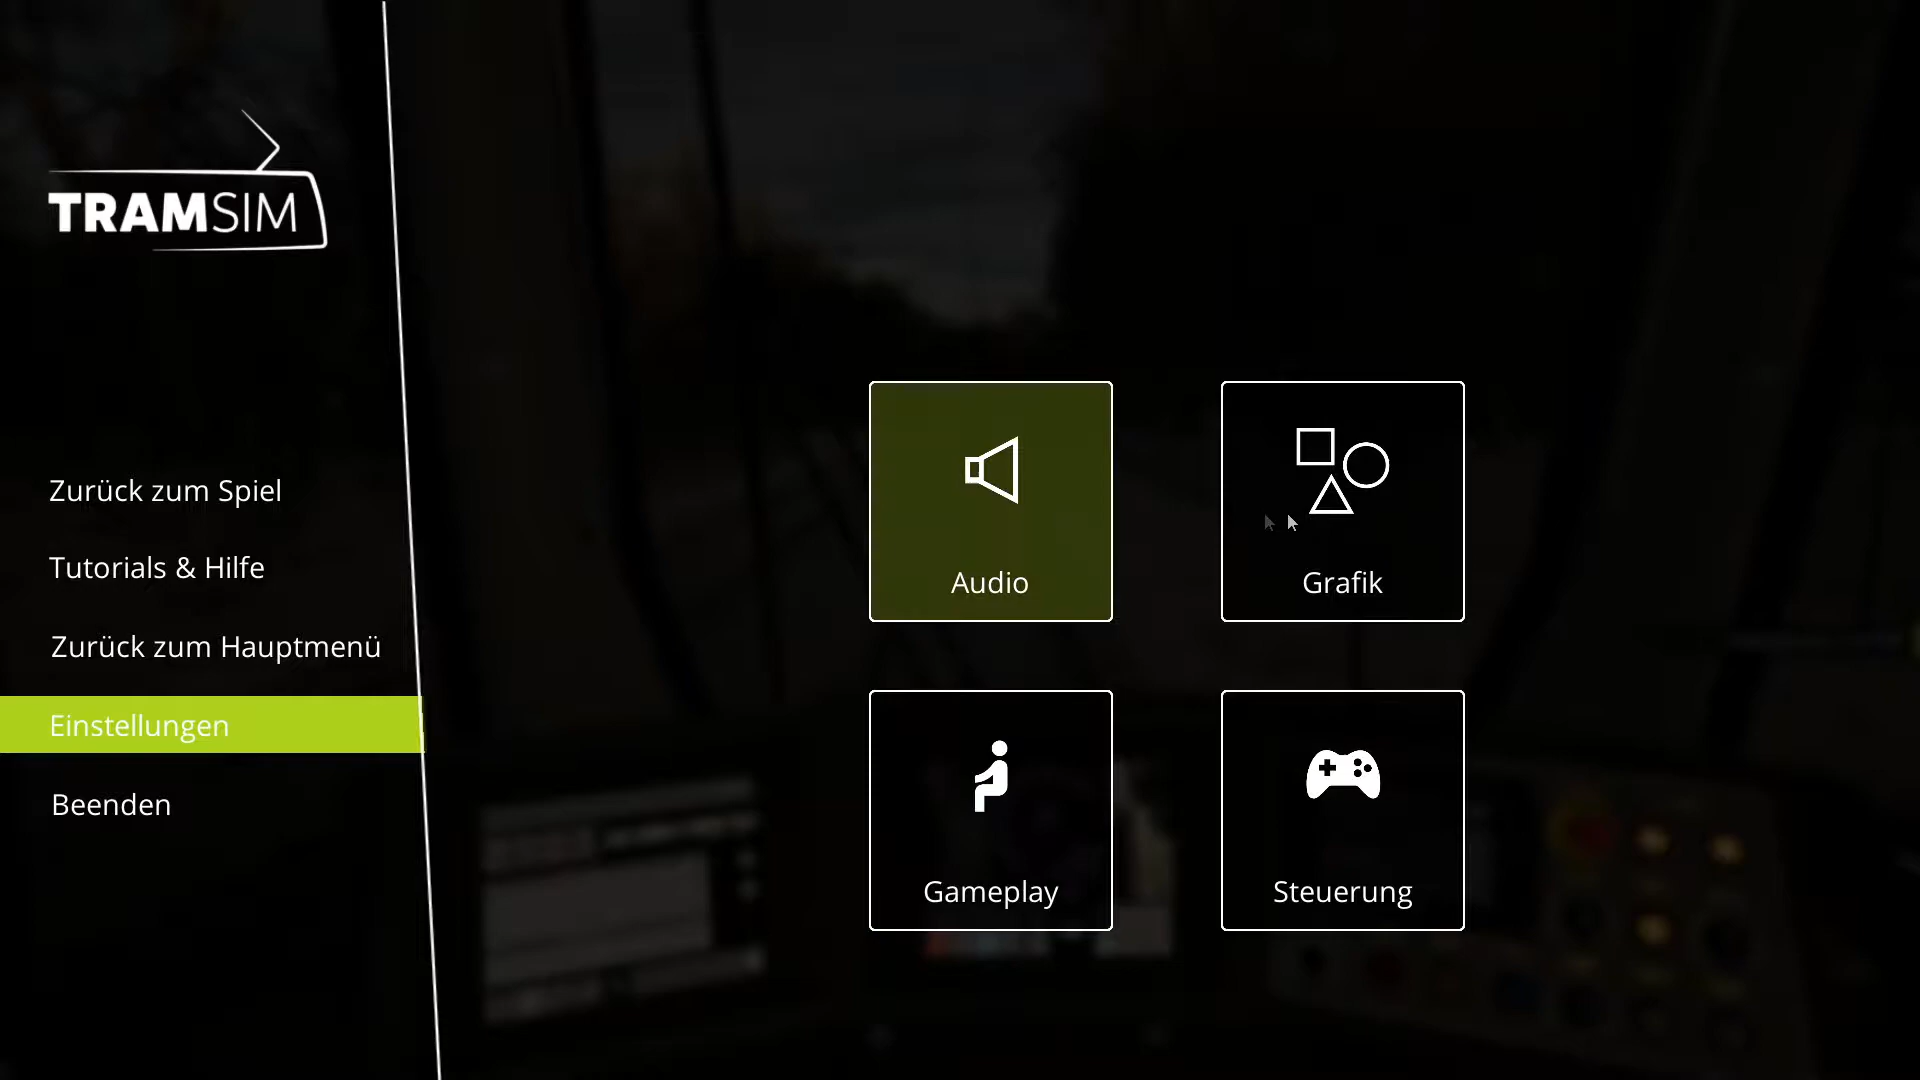 TRAMSIM
Zurück zum Spiel
Tutorials & Hilfe
Zurück zum Hauptmenü
Einstellungen
Beenden
Audio
Grafik
Gameplay
Steuerung